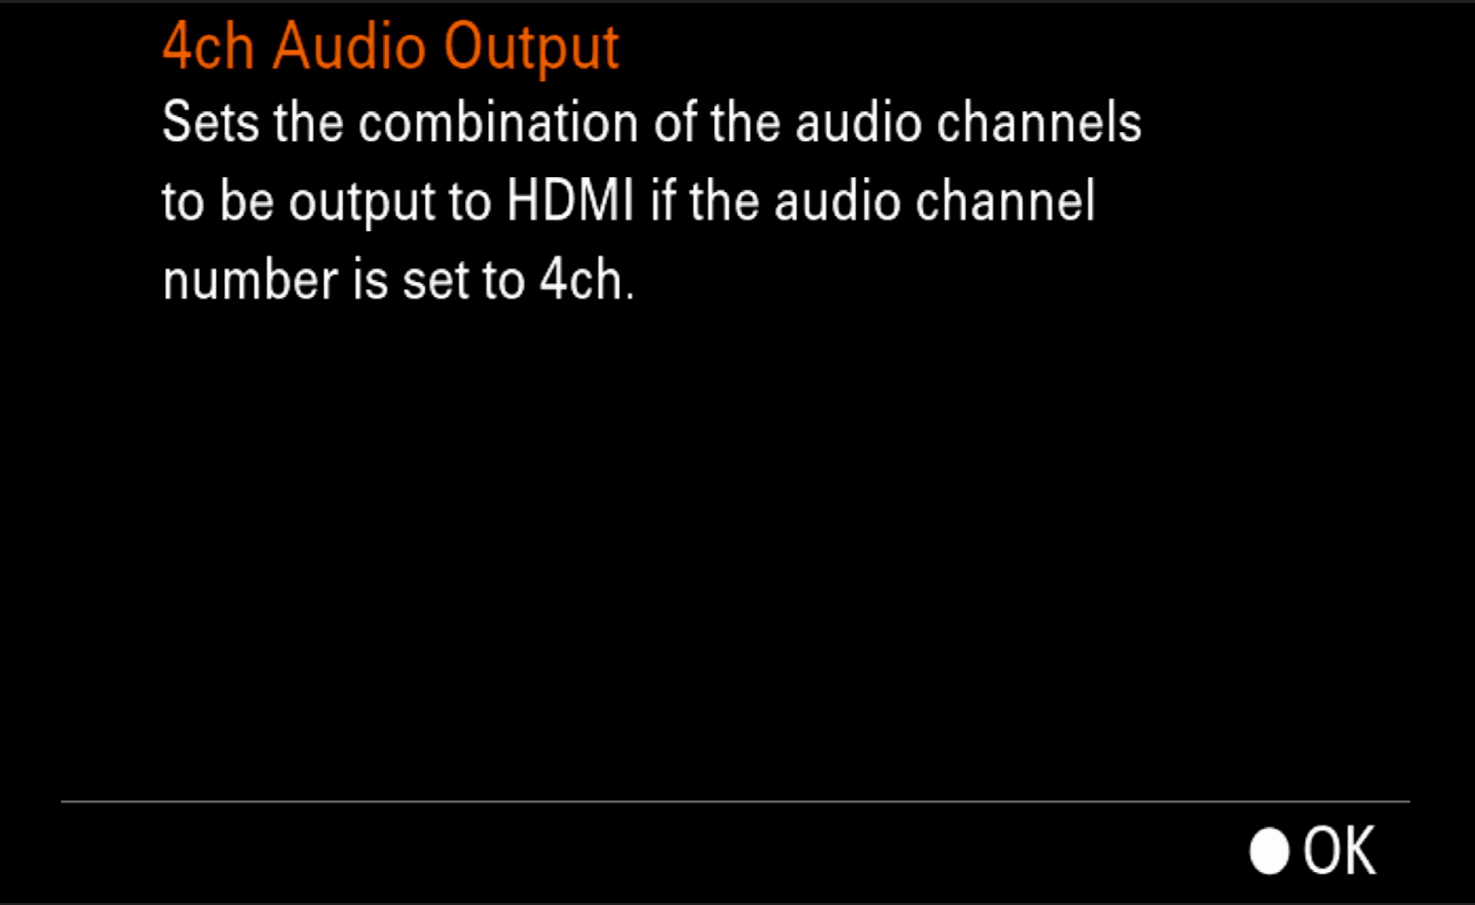 4ch Audio Output
Sets the combination of the audio channels
to be output to HDMI if the audio channel
number is set to 4ch.
OK